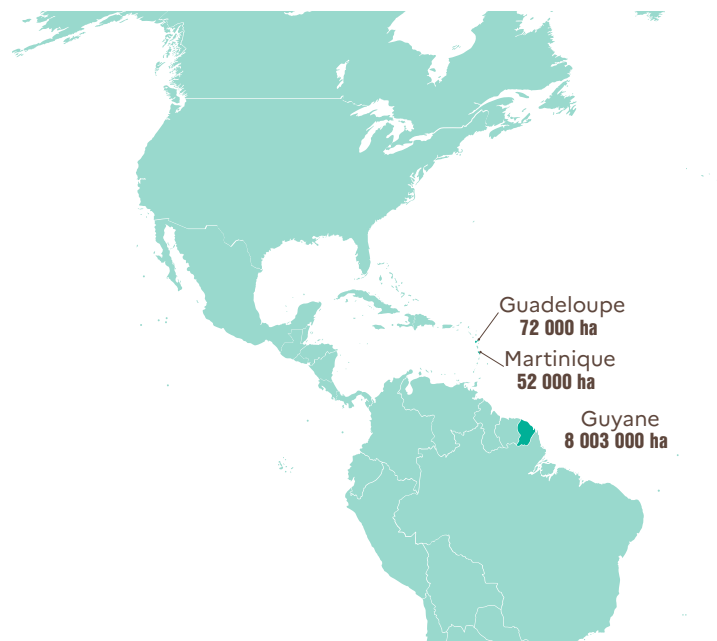 Guadeloupe
72 000 ha
Martinique
52 000 ha
Guyane
8 003 000 ha